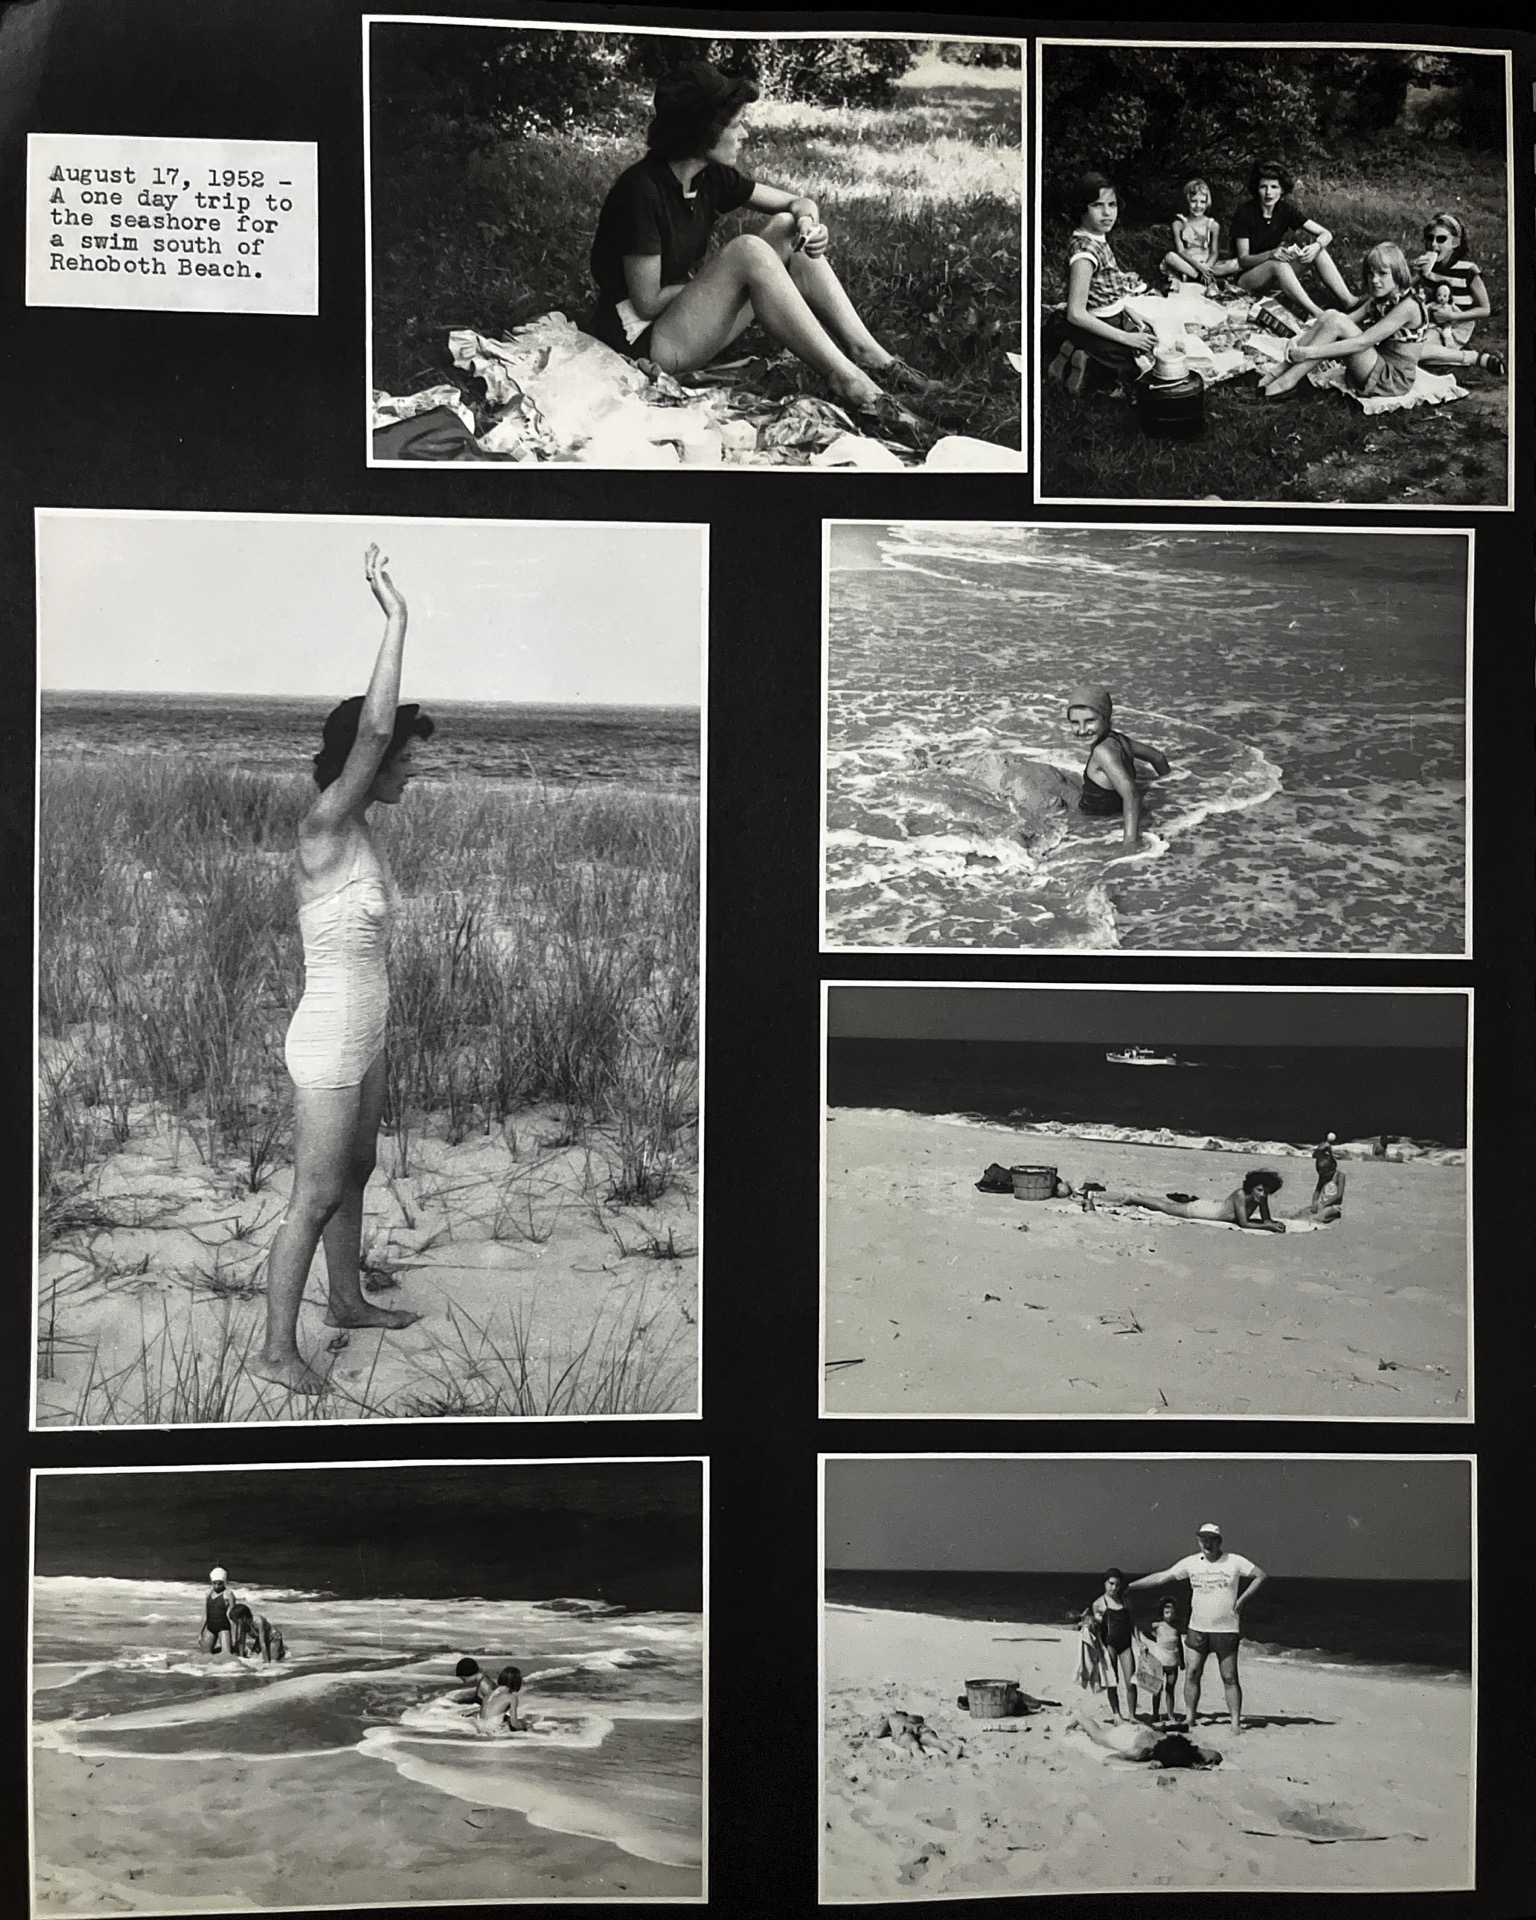 August 17, 1952 -
A one day trip to
the seashore for
a swim south of
Rehoboth Beach.